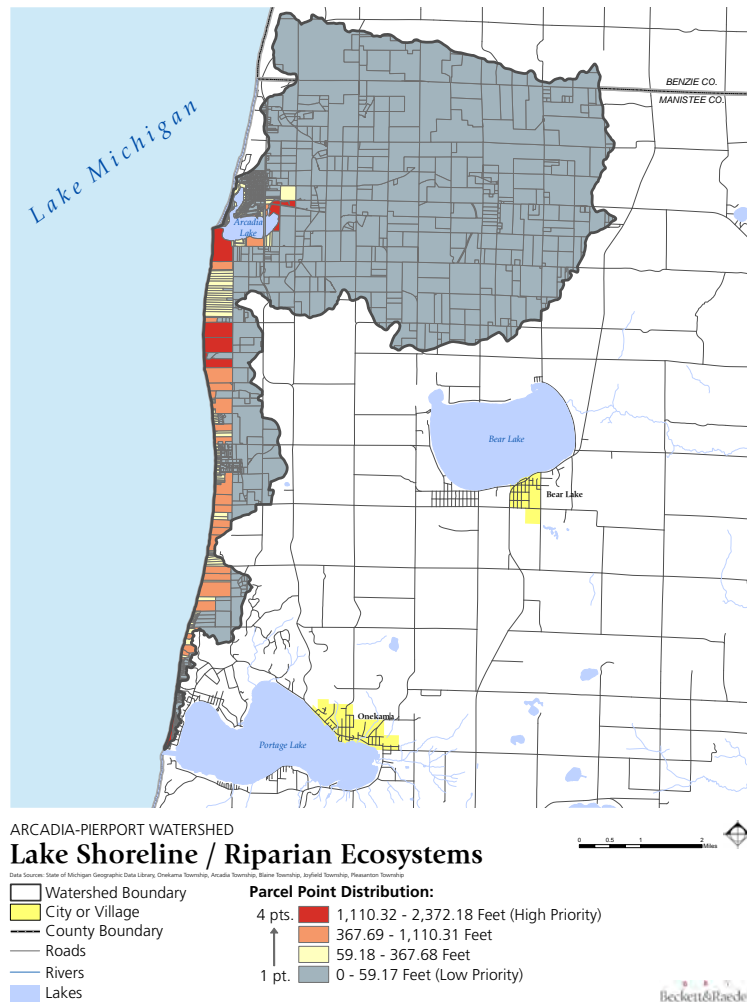 BENZIE CO.
MANISTEE CO.
Lake Michigan
Arcadia
Lake
Bear Lake
Bear Lake
Onekama
Portage Lake
ARCADIA-PIERPORT WATERSHED
Lake Shoreline / Riparian Ecosystems
Data Sources: State of Michigan Geographic Data Library, Onekama Township, Arcadia Township, Blaine Township, Joyfield Township, Pleasanton Township
0 0.5 1 2
Miles
Watershed Boundary
City or Village
County Boundary
Roads
Rivers
Lakes
Parcel Point Distribution:
4 pts. 1,110.32 - 2,372.18 Feet (High Priority)
367.69 - 1,110.31 Feet
59.18 - 367.68 Feet
1 pt. 0 - 59.17 Feet (Low Priority)
Beckett&Raede